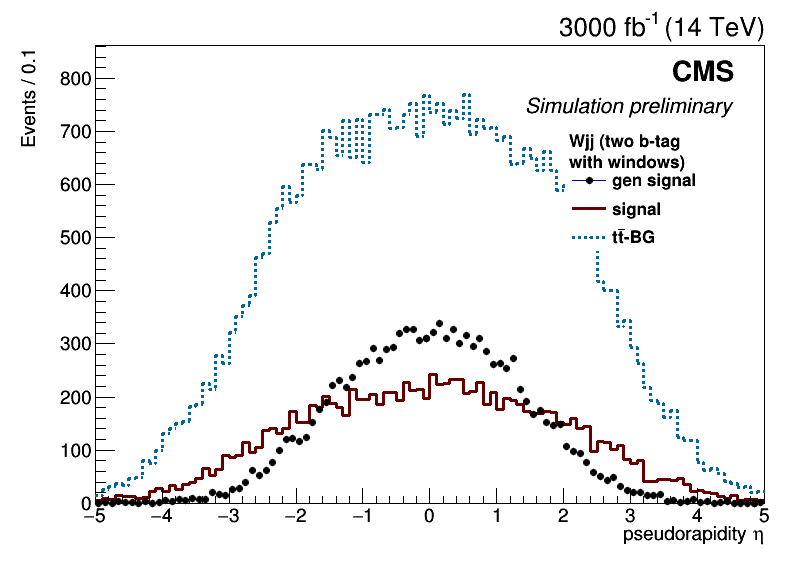 3000 fb⁻¹ (14 TeV)
CMS
Simulation preliminary
Wjj (two b-tag
with windows)
gen signal
signal
tt̄-BG
Events / 0.1
800
700
600
500
400
300
200
100
0
−5 −4 −3 −2 −1 0 1 2 3 4 5
pseudorapidity η